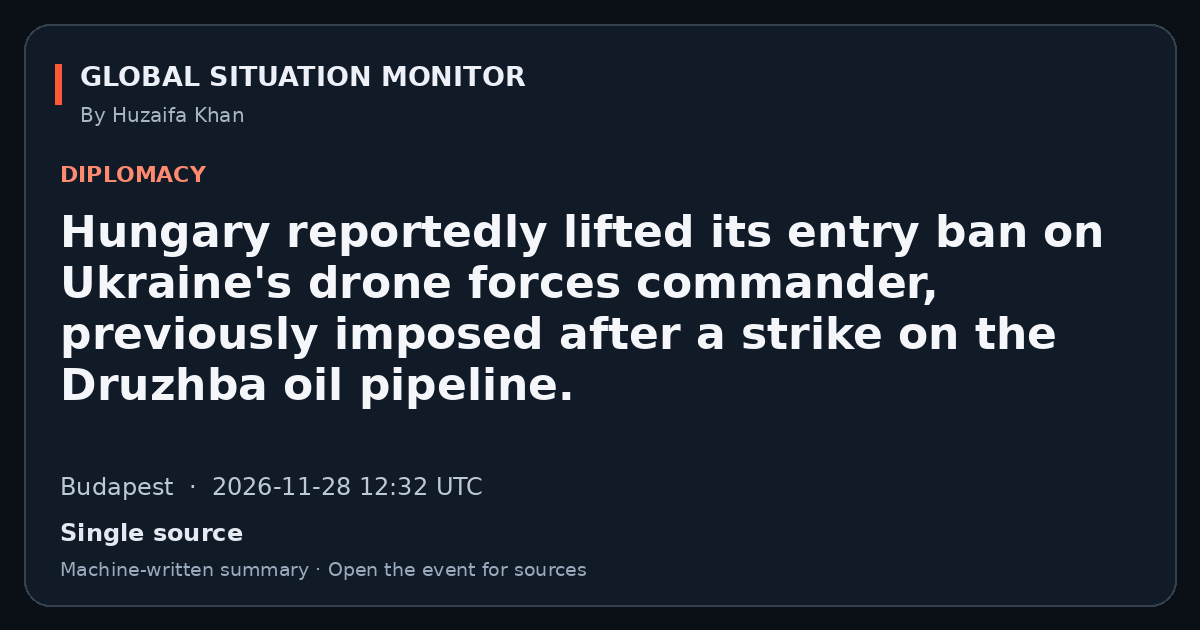 GLOBAL SITUATION MONITOR
By Huzaifa Khan
DIPLOMACY
Hungary reportedly lifted its entry ban on
Ukraine's drone forces commander,
previously imposed after a strike on the
Druzhba oil pipeline.
Budapest · 2026-11-28 12:32 UTC
Single source
Machine-written summary · Open the event for sources